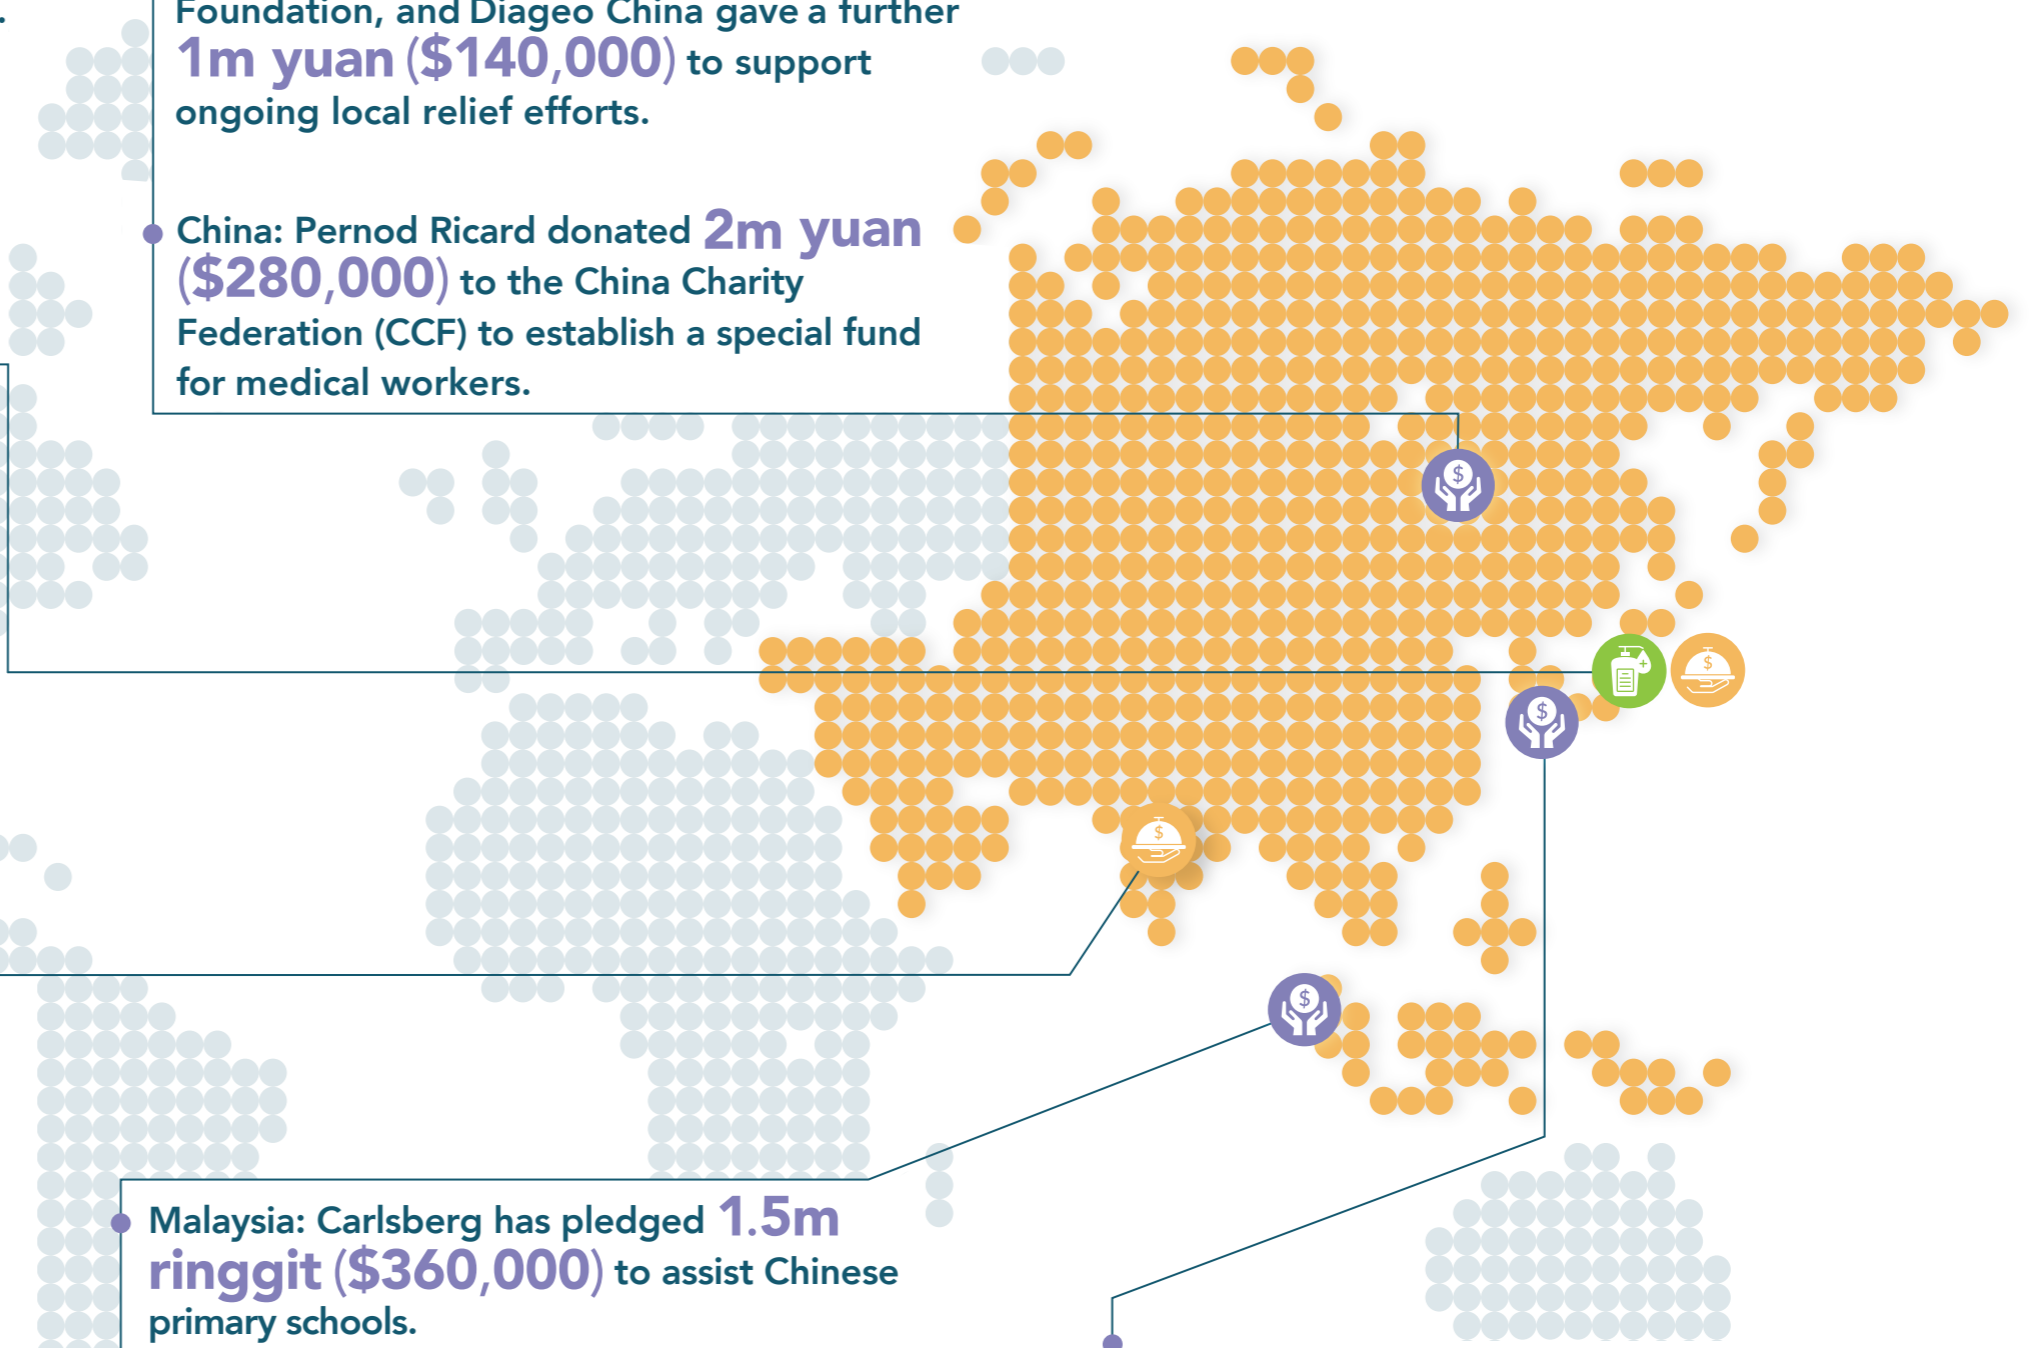 Foundation, and Diageo China gave a further
1m yuan ($140,000) to support
ongoing local relief efforts.
China: Pernod Ricard donated 2m yuan
($280,000) to the China Charity
Federation (CCF) to establish a special fund
for medical workers.
$
$
$
$
$
Malaysia: Carlsberg has pledged 1.5m
ringgit ($360,000) to assist Chinese
primary schools.